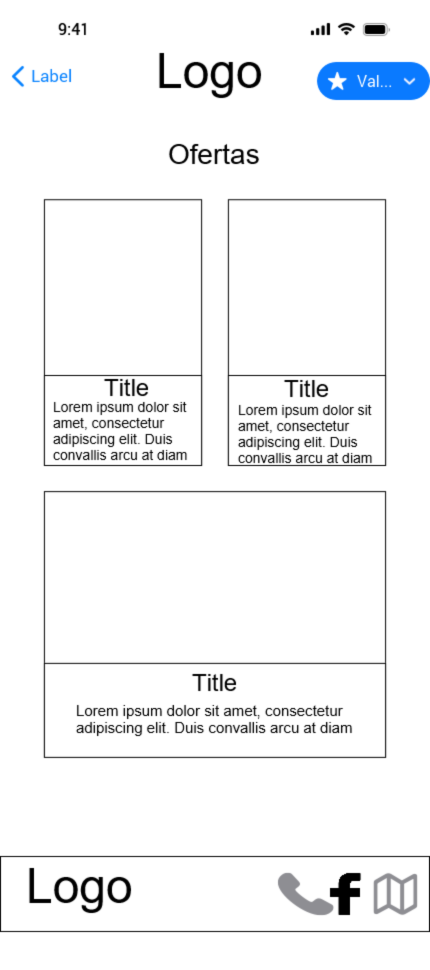 9:41
Label
Logo
Val...
Ofertas
Title
Lorem ipsum dolor sit
amet, consectetur
adipiscing elit. Duis
convallis arcu at diam
Title
Lorem ipsum dolor sit
amet, consectetur
adipiscing elit. Duis
convallis arcu at diam
Title
Lorem ipsum dolor sit amet, consectetur
adipiscing elit. Duis convallis arcu at diam
Logo
f